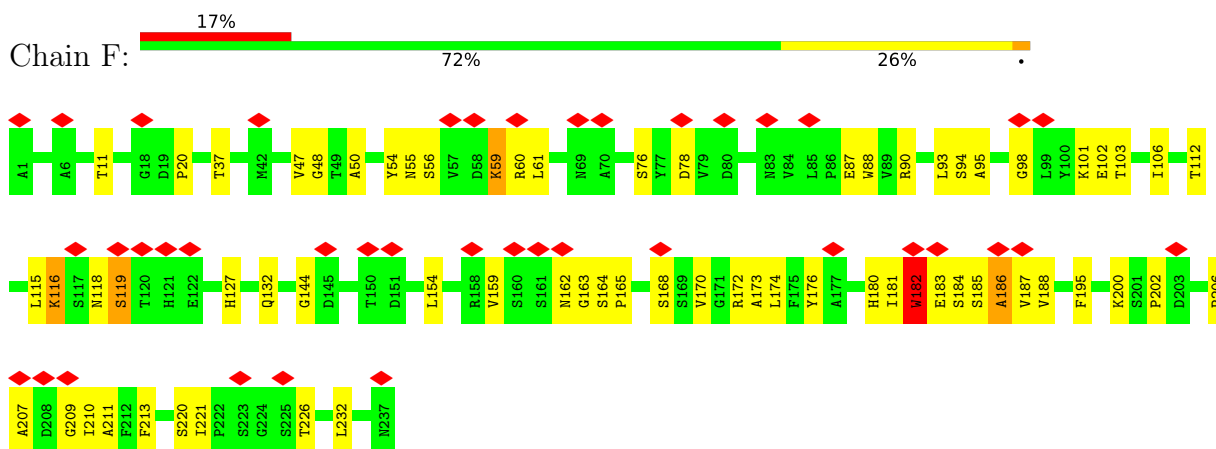 17%
Chain F:
72% 26% •
A1 A6 T11 G18 D19 P20 T37 M42 V47 G48 T49 A50 Y54 N55 S56 V57 D58 K59 R60 L61 N69 A70 S76 Y77 D78 V79 D80 N83 V84 L85 P86 E87 W88 V89 R90 L93 S94 A95 G98 L99 Y100 K101 E102 T103 I106 T112
L115 K116 S117 N118 S119 T120 H121 E122 H127 Q132 G144 D145 T150 D151 L154 R158 V159 S160 S161 N162 G163 S164 P165 S168 S169 V170 G171 R172 A173 L174 F175 Y176 A177 H180 I181 W182 E183 S184 S185 A186 V187 V188 F195 K200 S201 P202 D203
A207 D208 G209 I210 A211 F212 F213 S220 I221 P222 S223 G224 S225 T226 L232 N237